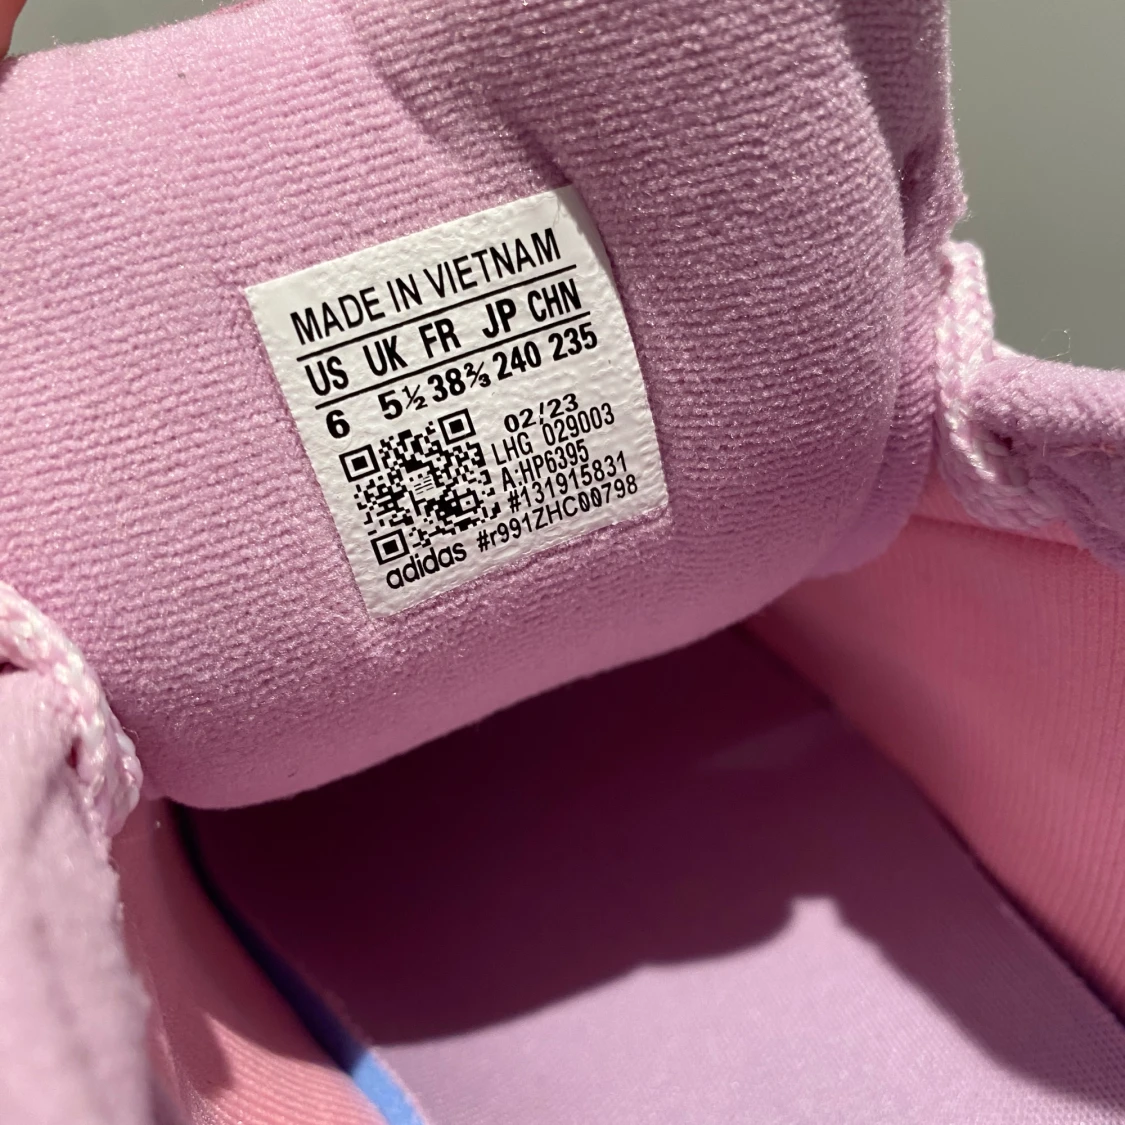 MADE IN VIETNAM
US UK FR JP CHN
6 5½ 38⅔ 240 235
02/23
LHG 029003
A:HP6395
#131915831
adidas #r991ZHC00798